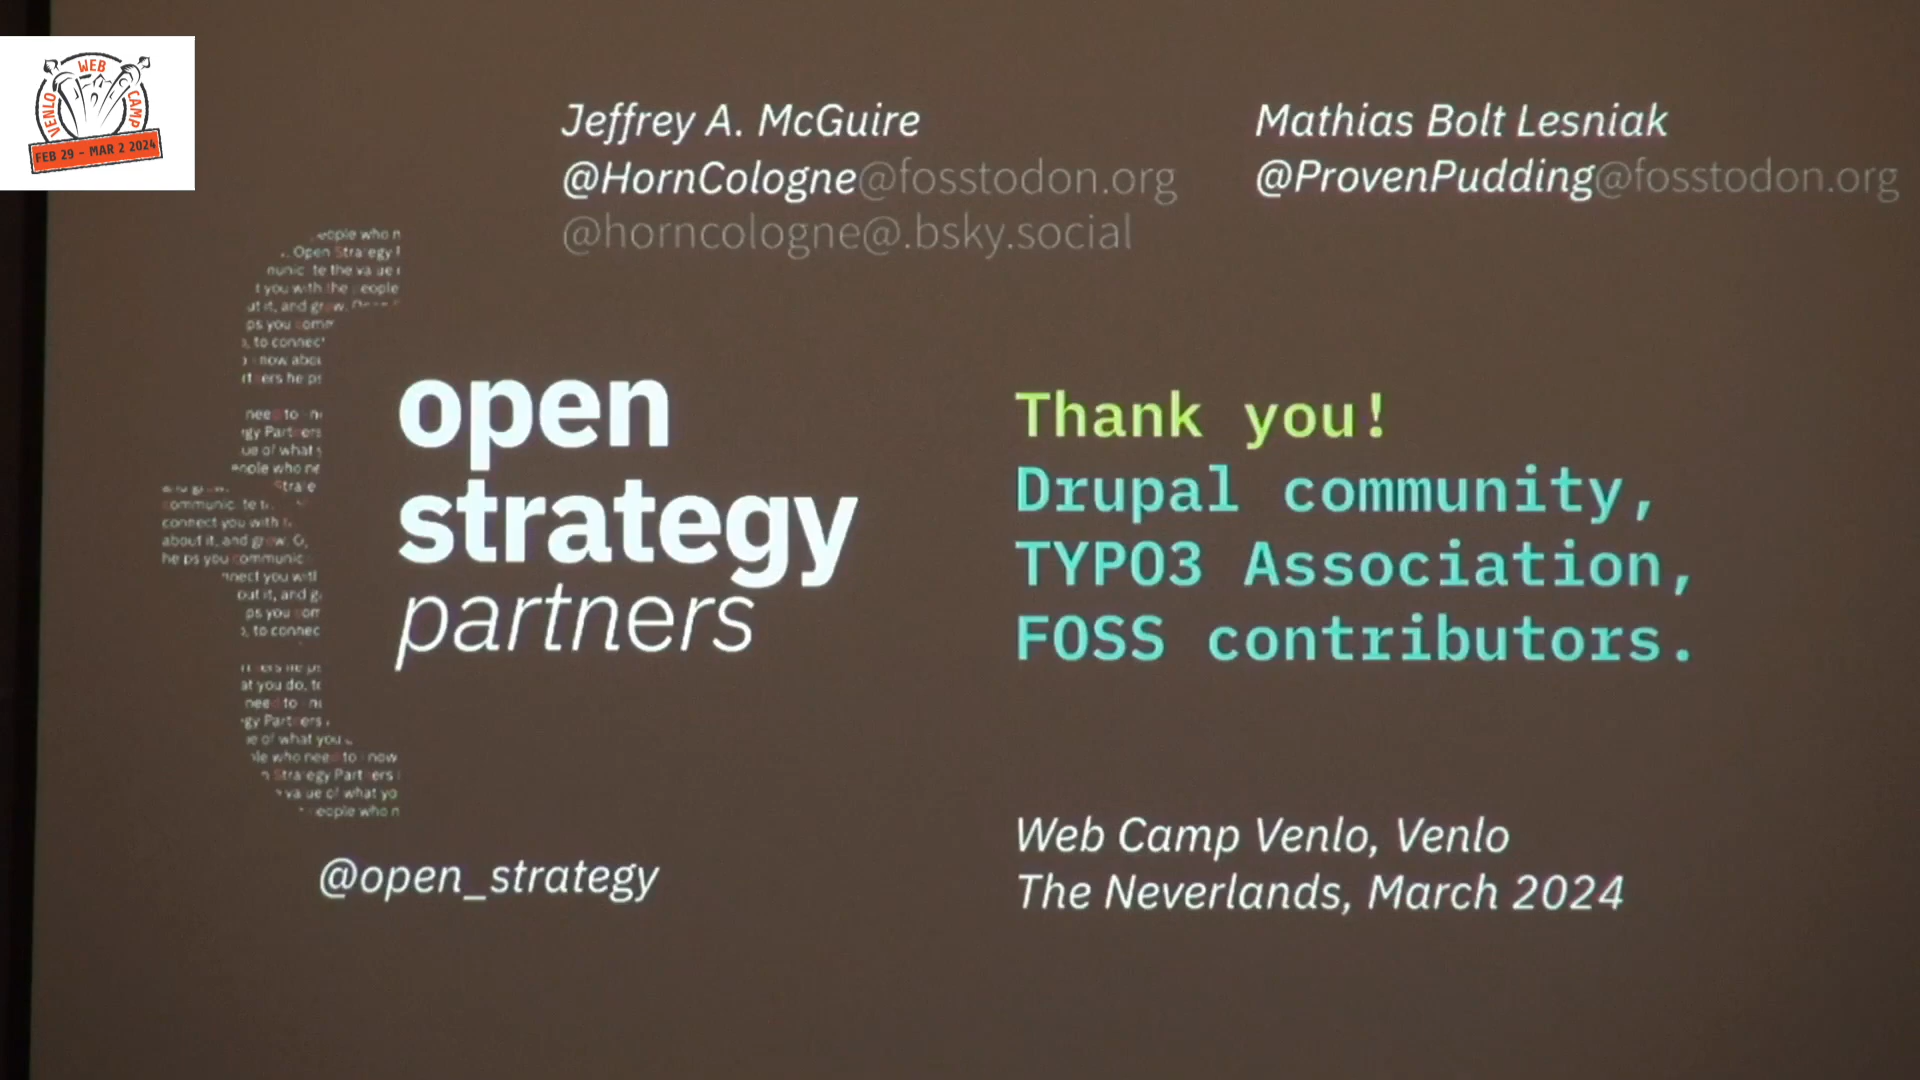 VENLO WEB CAMP
FEB 29 - MAR 2 2024
Jeffrey A. McGuire
@HornCologne@fosstodon.org
@horncologne@.bsky.social
Mathias Bolt Lesniak
@ProvenPudding@fosstodon.org
open
strategy
partners
@open_strategy
Thank you!
Drupal community,
TYPO3 Association,
FOSS contributors.
Web Camp Venlo, Venlo
The Neverlands, March 2024